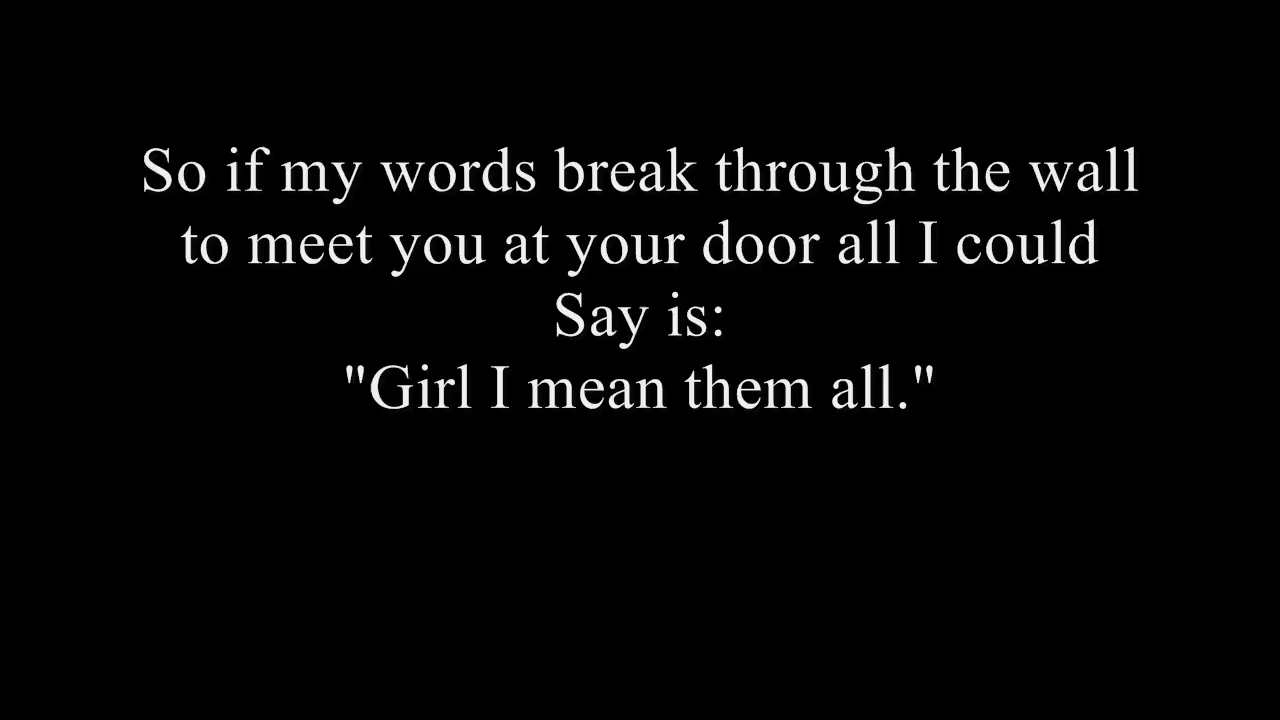 So if my words break through the wall
to meet you at your door all I could
Say is:
"Girl I mean them all."